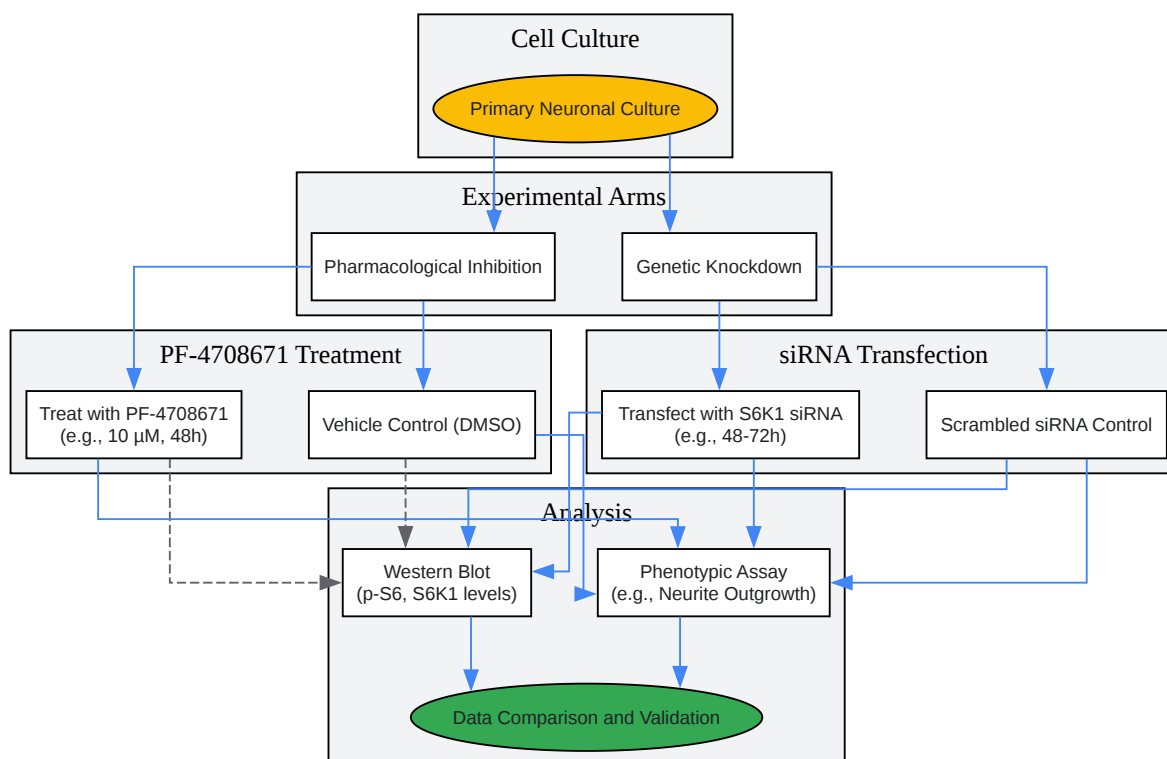 Cell Culture
Primary Neuronal Culture
Experimental Arms
Pharmacological Inhibition
Genetic Knockdown
PF-4708671 Treatment
siRNA Transfection
Treat with PF-4708671
(e.g., 10 µM, 48h)
Vehicle Control (DMSO)
Transfect with S6K1 siRNA
(e.g., 48-72h)
Scrambled siRNA Control
Analysis
Western Blot
(p-S6, S6K1 levels)
Phenotypic Assay
(e.g., Neurite Outgrowth)
Data Comparison and Validation